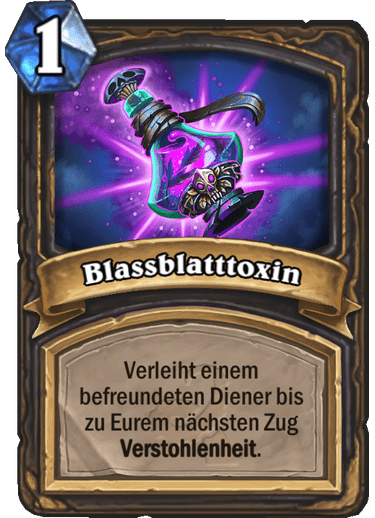 1
Blassblatttoxin
Verleiht einem
befreundeten Diener bis
zu Eurem nächsten Zug
Verstohlenheit.